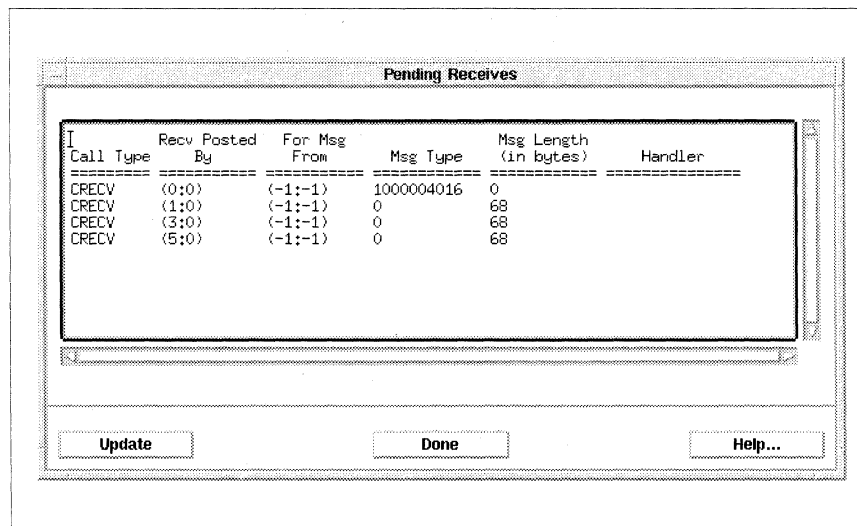 Pending Receives
Recv Posted For Msg Msg Length
Call Type By From Msg Type (in bytes) Handler
========= =========== =========== ============ ============ ===============
CRECV (0:0) (-1:-1) 1000004016 0
CRECV (1:0) (-1:-1) 0 68
CRECV (3:0) (-1:-1) 0 68
CRECV (5:0) (-1:-1) 0 68
Update Done Help...